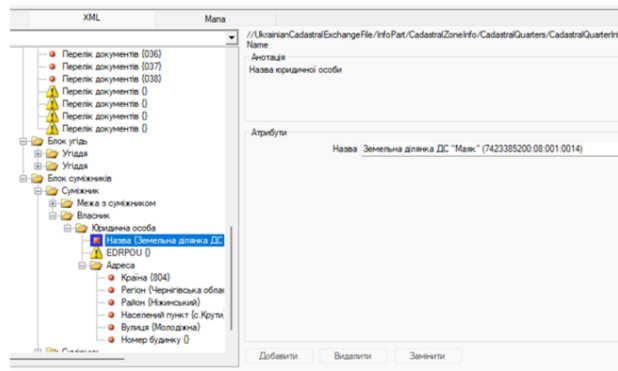 XML
Мапа
Перелік документів {036}
Перелік документів {037}
Перелік документів {038}
Перелік документів {}
Перелік документів {}
Перелік документів {}
Перелік документів {}
Блок угідь
Угіддя
Угіддя
Блок суміжників
Суміжник
Межа з суміжником
Власник
Юридична особа
Назва {Земельна ділянка ДС
EDRPOU {}
Адреса
Країна {804}
Регіон {Чернігівська облас
Район {Ніжинський}
Населений пункт {с.Крути,
Вулиця {Молодіжна}
Номер будинку {}
//UkrainianCadastralExchangeFile/InfoPart/CadastralZoneInfo/CadastralQuarters/CadastralQuarterInf
Name
Анотація
Назва юридичної особи
Атрибути
Назва Земельна ділянка ДС "Маяк" (7423385200:08:001:0014)
Добавити Видалити Замінити